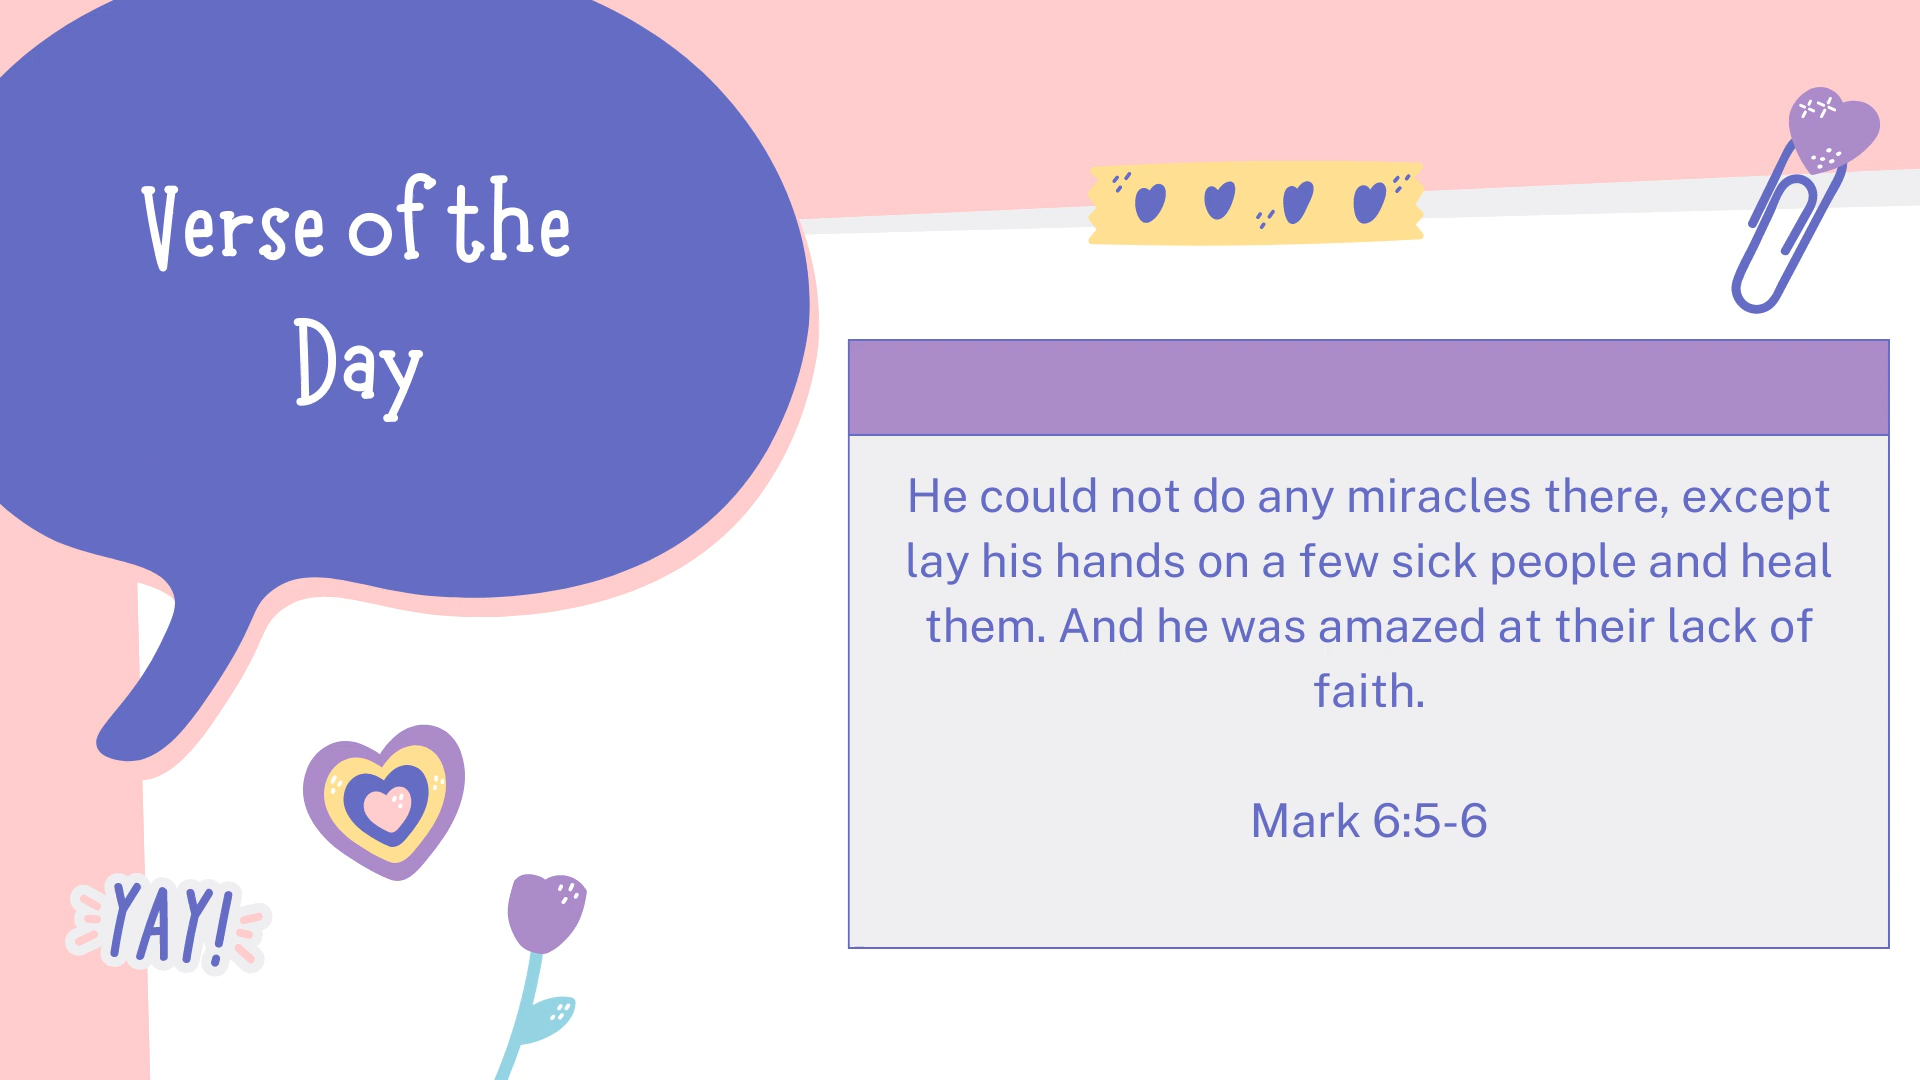 Verse of the
Day
He could not do any miracles there, except
lay his hands on a few sick people and heal
them. And he was amazed at their lack of
faith.
Mark 6:5-6
YAY!